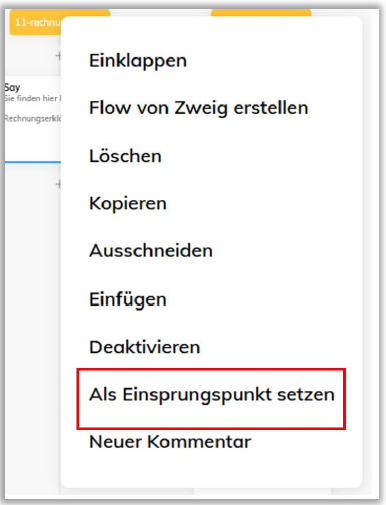 11-rechnu
Say
Sie finden hier
Rechnungserklä
Einklappen
Flow von Zweig erstellen
Löschen
Kopieren
Ausschneiden
Einfügen
Deaktivieren
Als Einsprungspunkt setzen
Neuer Kommentar